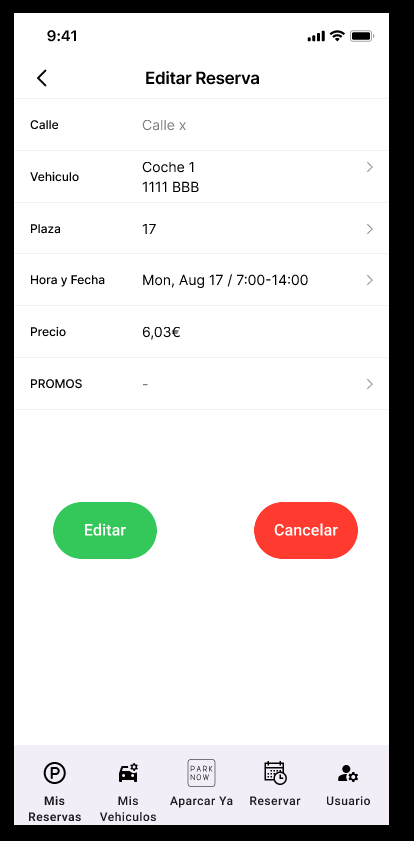 9:41
Editar Reserva
Calle Calle x
Vehiculo Coche 1
1111 BBB
Plaza 17
Hora y Fecha Mon, Aug 17 / 7:00-14:00
Precio 6,03€
PROMOS -
Editar Cancelar
PARK
NOW
Mis Reservas
Mis Vehiculos
Aparcar Ya
Reservar
Usuario